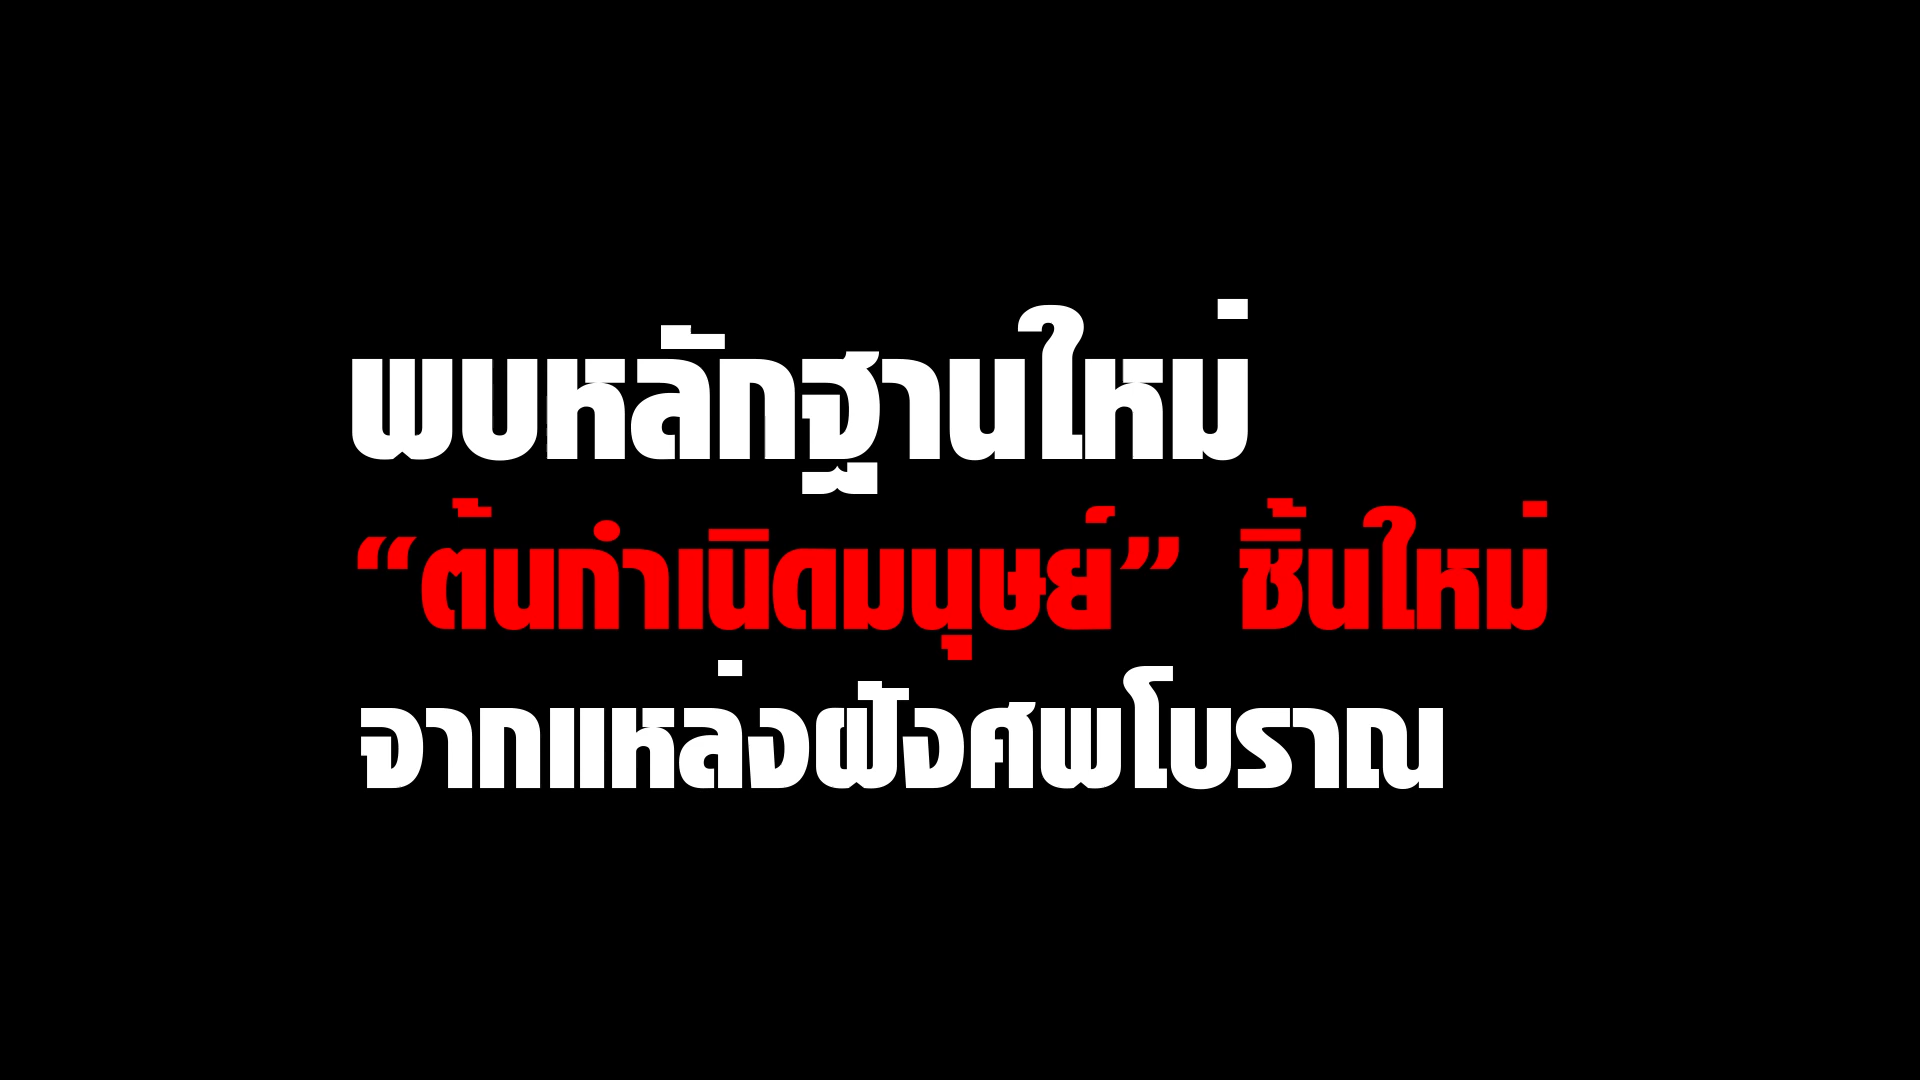 พบหลักฐานใหม่
“ต้นกำเนิดมนุษย์” ชิ้นใหม่
จากแหล่งฝังศพโบราณ